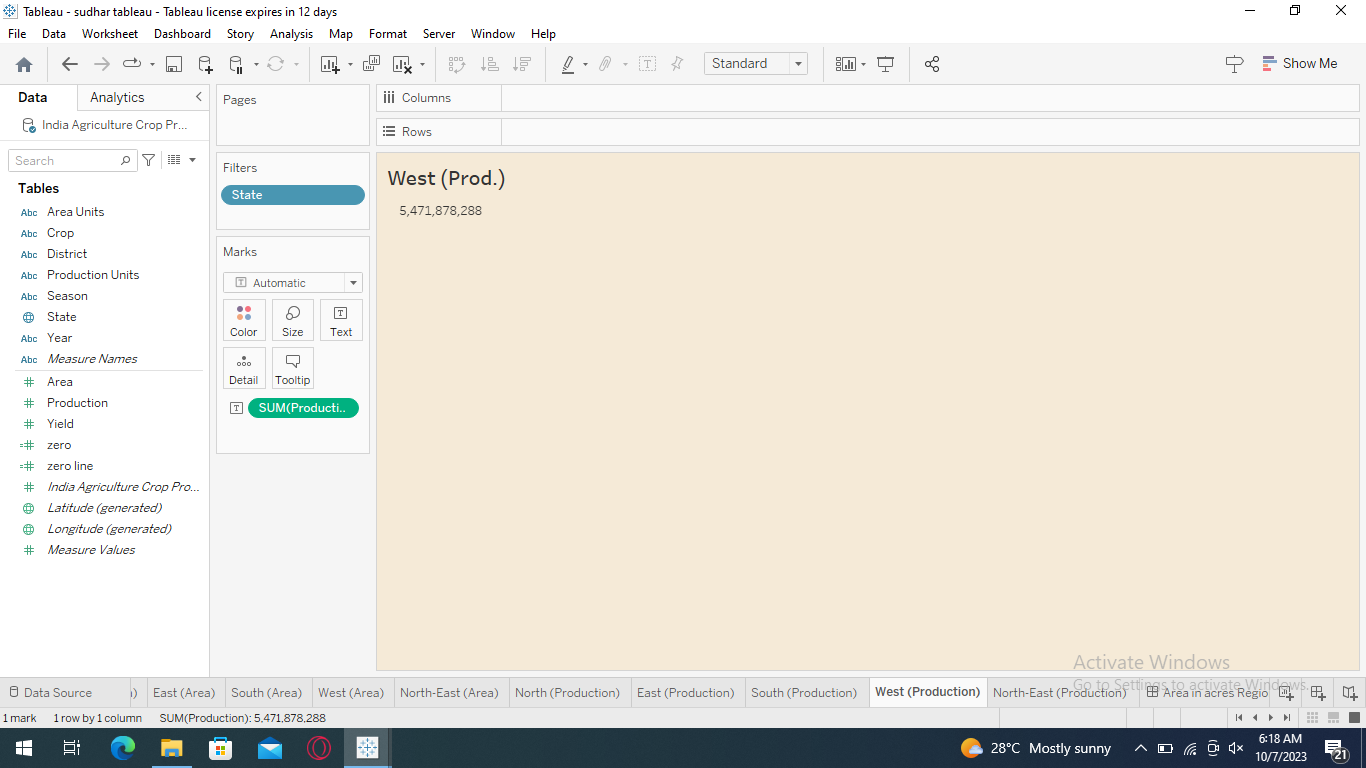 Tableau - sudhar tableau - Tableau license expires in 12 days
File Data Worksheet Dashboard Story Analysis Map Format Server Window Help
Standard
Show Me
Data Analytics
India Agriculture Crop Pr...
Search
Tables
Abc Area Units
Abc Crop
Abc District
Abc Production Units
Abc Season
State
Abc Year
Abc Measure Names
# Area
# Production
# Yield
=# zero
=# zero line
# India Agriculture Crop Pro...
Latitude (generated)
Longitude (generated)
# Measure Values
Pages
Filters
State
Marks
T Automatic
Color Size Text
Detail Tooltip
T SUM(Producti..
Columns
Rows
West (Prod.)
5,471,878,288
Activate Windows
Go to Settings to activate Windows.
Data Source a) East (Area) South (Area) West (Area) North-East (Area) North (Production) East (Production) South (Production) West (Production) North-East (Production) Area in acres Regio
1 mark 1 row by 1 column SUM(Production): 5,471,878,288
28°C Mostly sunny
6:18 AM
10/7/2023
21